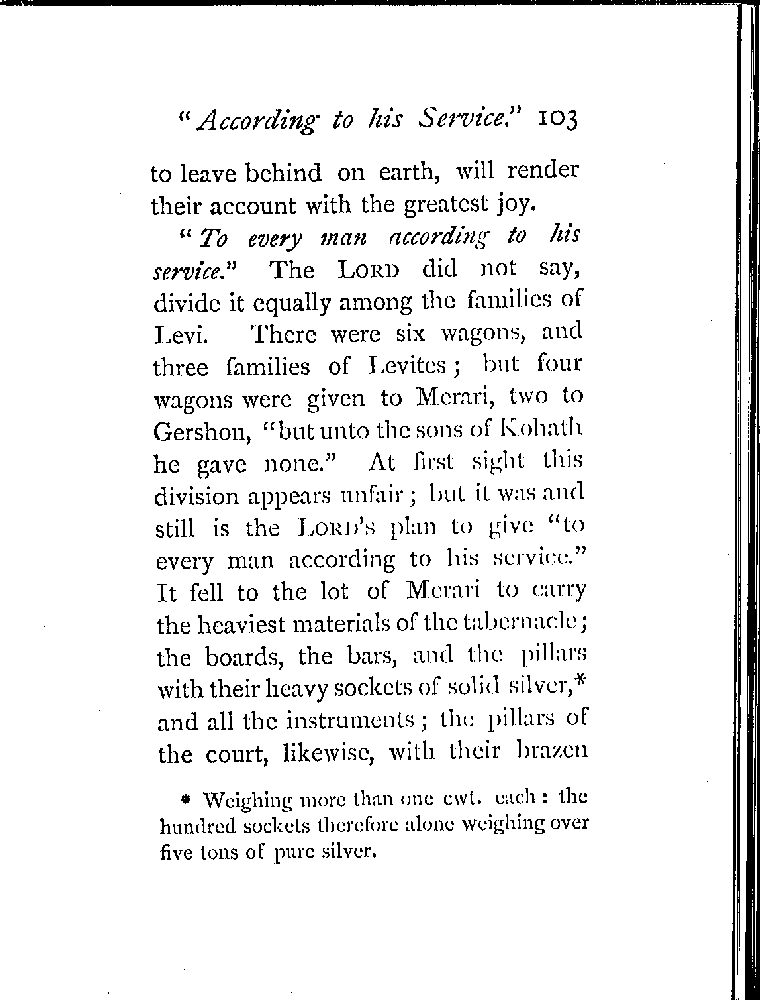 “According to his Service.” 103
to leave behind on earth, will render
their account with the greatest joy.
“To every man according to his
service.” The LORD did not say,
divide it equally among the families of
Levi. There were six wagons, and
three families of Levites; but four
wagons were given to Merari, two to
Gershon, “but unto the sons of Kohath
he gave none.” At first sight this
division appears unfair; but it was and
still is the LORD’s plan to give “to
every man according to his service.”
It fell to the lot of Merari to carry
the heaviest materials of the tabernacle;
the boards, the bars, and the pillars
with their heavy sockets of solid silver,*
and all the instruments; the pillars of
the court, likewise, with their brazen
* Weighing more than one cwt. each: the
hundred sockets therefore alone weighing over
five tons of pure silver.